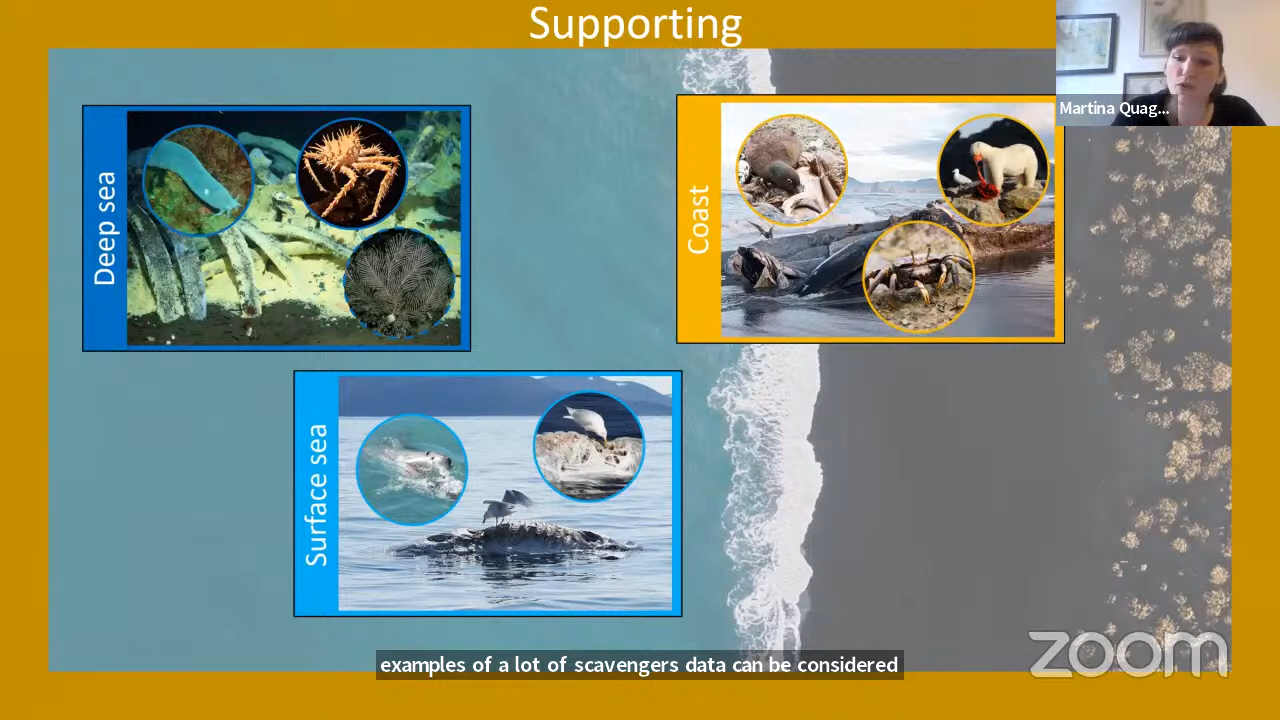 Supporting
Martina Quag...
Deep sea
Coast
Surface sea
examples of a lot of scavengers data can be considered
zoom